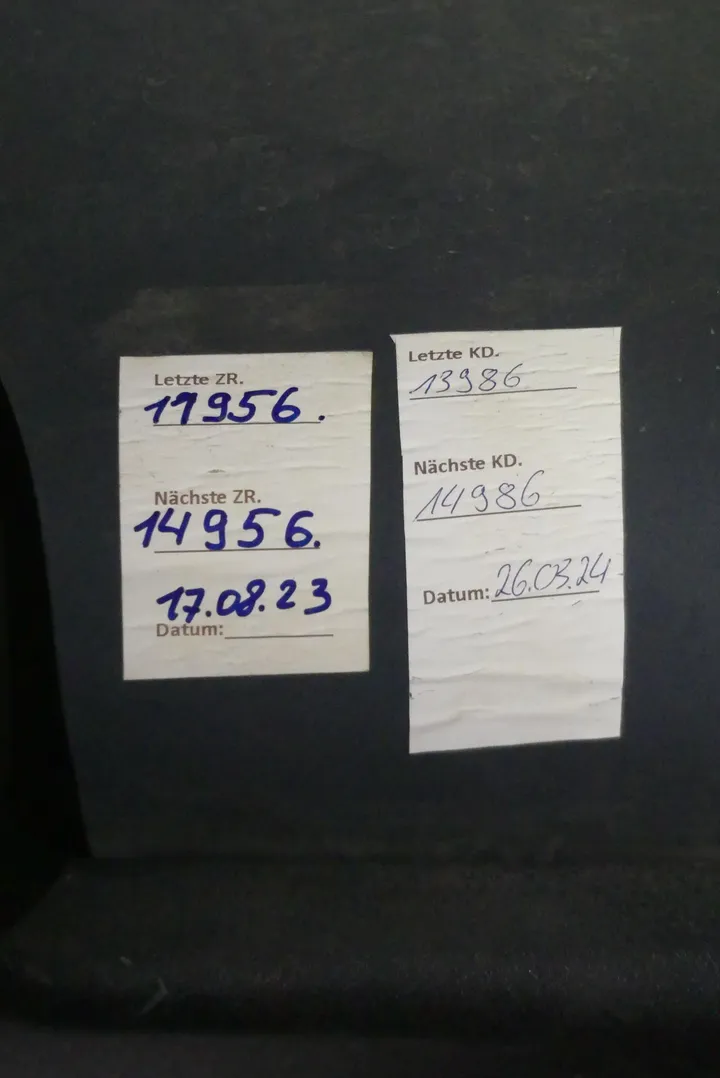 Letzte ZR.
11956.
Nächste ZR.
14956.
17.08.23
Datum:
Letzte KD.
13986
Nächste KD.
14986
Datum: 26.03.24